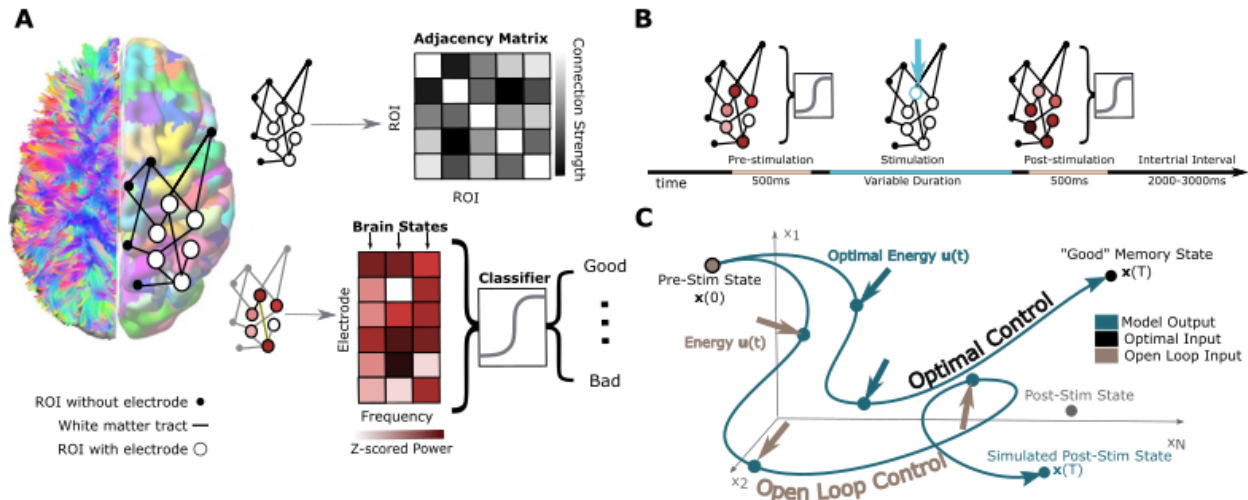 A
Adjacency Matrix
ROI
Connection Strength
ROI
Brain States
Electrode
Frequency
Z-scored Power
Classifier
Good
Bad
ROI without electrode
White matter tract
ROI with electrode
B
Pre-stimulation
Stimulation
Post-stimulation
Intertrial Interval
time
500ms
Variable Duration
500ms
2000-3000ms
C
x1
Pre-Stim State
x(0)
Optimal Energy u(t)
"Good" Memory State
x(T)
Energy u(t)
Optimal Control
Model Output
Optimal Input
Open Loop Input
Post-Stim State
xN
x2
Open Loop Control
Simulated Post-Stim State
x(T)